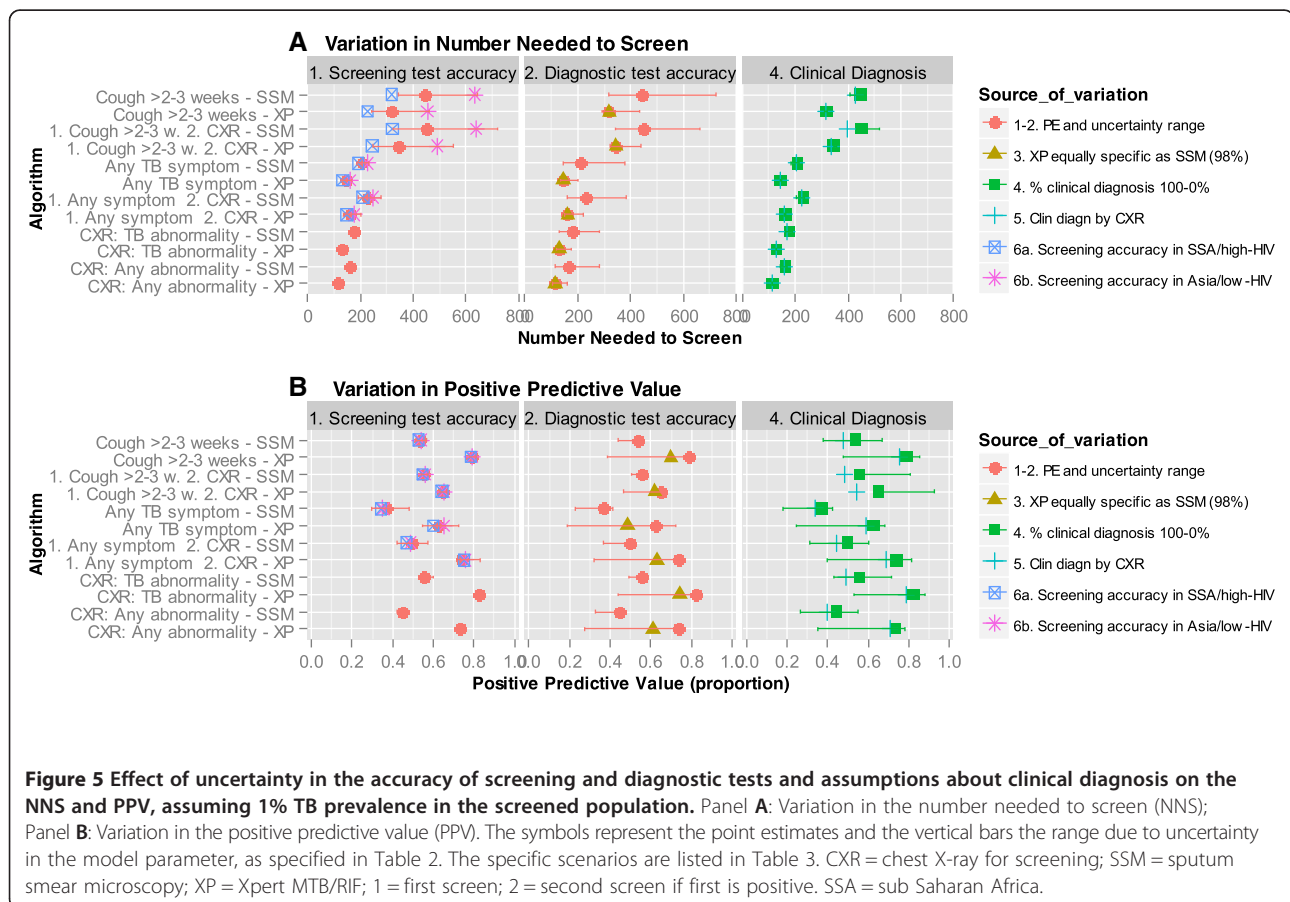 A Variation in Number Needed to Screen
1. Screening test accuracy 2. Diagnostic test accuracy 4. Clinical Diagnosis
Cough >2-3 weeks - SSM
Cough >2-3 weeks - XP
1. Cough >2-3 w. 2. CXR - SSM
1. Cough >2-3 w. 2. CXR - XP
Any TB symptom - SSM
Any TB symptom - XP
1. Any symptom 2. CXR - SSM
1. Any symptom 2. CXR - XP
CXR: TB abnormality - SSM
CXR: TB abnormality - XP
CXR: Any abnormality - SSM
CXR: Any abnormality - XP
Algorithm
0 200 400 600 800 0 200 400 600 800 200 400 600 800
Number Needed to Screen
Source_of_variation
1-2. PE and uncertainty range
3. XP equally specific as SSM (98%)
4. % clinical diagnosis 100-0%
5. Clin diagn by CXR
6a. Screening accuracy in SSA/high-HIV
6b. Screening accuracy in Asia/low-HIV
B Variation in Positive Predictive Value
1. Screening test accuracy 2. Diagnostic test accuracy 4. Clinical Diagnosis
Cough >2-3 weeks - SSM
Cough >2-3 weeks - XP
1. Cough >2-3 w. 2. CXR - SSM
1. Cough >2-3 w. 2. CXR - XP
Any TB symptom - SSM
Any TB symptom - XP
1. Any symptom 2. CXR - SSM
1. Any symptom 2. CXR - XP
CXR: TB abnormality - SSM
CXR: TB abnormality - XP
CXR: Any abnormality - SSM
CXR: Any abnormality - XP
Algorithm
0.0 0.2 0.4 0.6 0.8 1.0 0.0 0.2 0.4 0.6 0.8 1.0 0.2 0.4 0.6 0.8 1.0
Positive Predictive Value (proportion)
Source_of_variation
1-2. PE and uncertainty range
3. XP equally specific as SSM (98%)
4. % clinical diagnosis 100-0%
5. Clin diagn by CXR
6a. Screening accuracy in SSA/high-HIV
6b. Screening accuracy in Asia/low-HIV
Figure 5 Effect of uncertainty in the accuracy of screening and diagnostic tests and assumptions about clinical diagnosis on the
NNS and PPV, assuming 1% TB prevalence in the screened population. Panel A: Variation in the number needed to screen (NNS);
Panel B: Variation in the positive predictive value (PPV). The symbols represent the point estimates and the vertical bars the range due to uncertainty
in the model parameter, as specified in Table 2. The specific scenarios are listed in Table 3. CXR = chest X-ray for screening; SSM = sputum
smear microscopy; XP = Xpert MTB/RIF; 1 = first screen; 2 = second screen if first is positive. SSA = sub Saharan Africa.